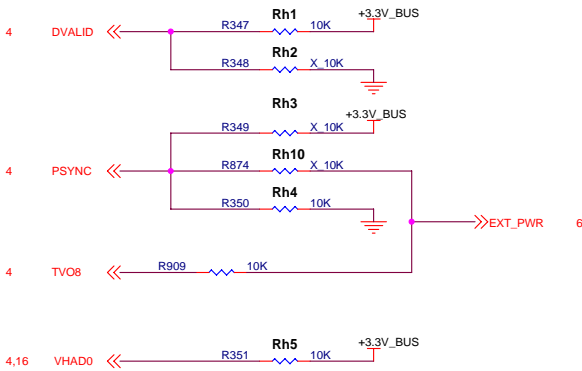 Rh1
4 DVALID R347 10K +3.3V_BUS
Rh2
R348 X_10K
Rh3
R349 X_10K +3.3V_BUS
Rh10
4 PSYNC R874 X_10K
Rh4
R350 10K
EXT_PWR 6
4 TVO8 R909 10K
Rh5
4,16 VHAD0 R351 10K +3.3V_BUS